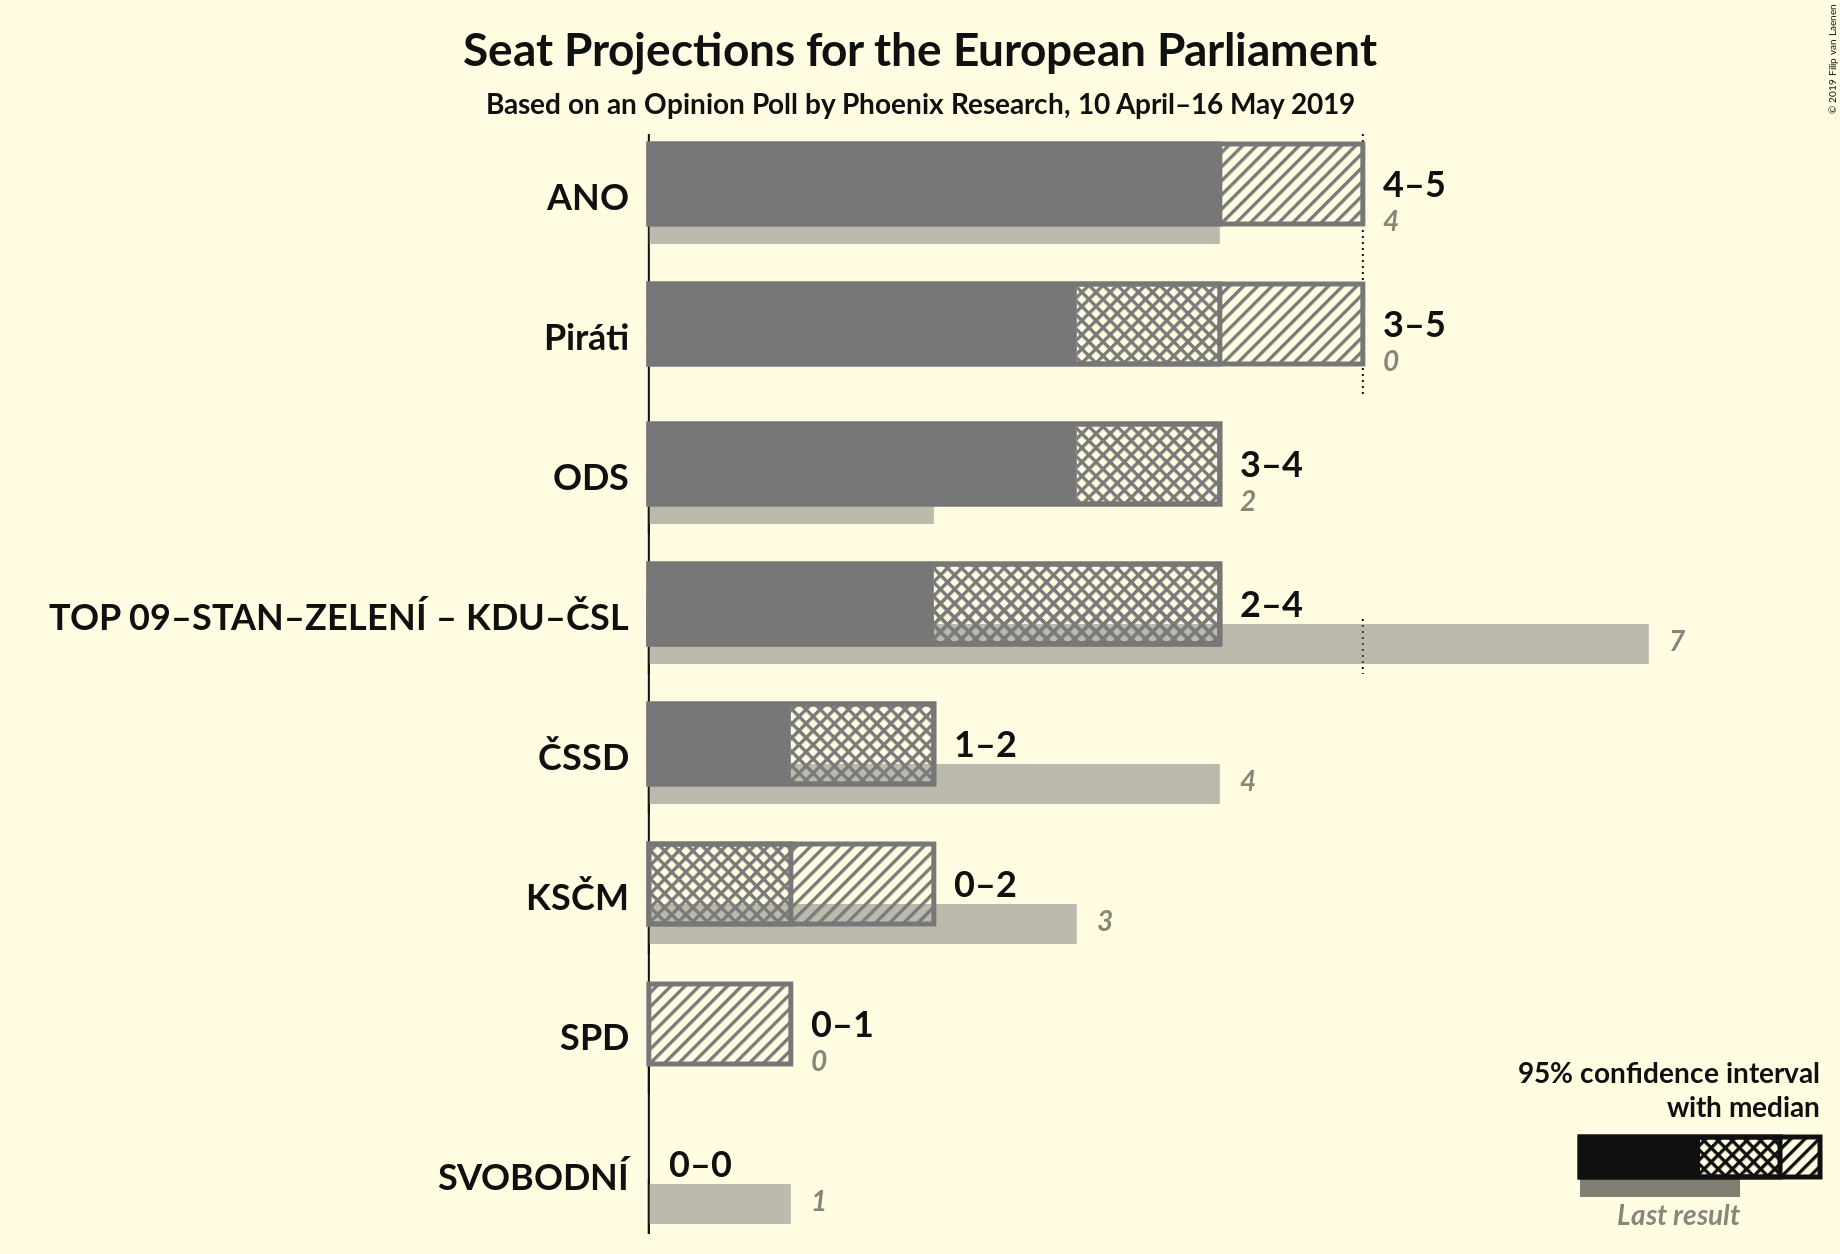 Seat Projections for the European Parliament
Based on an Opinion Poll by Phoenix Research, 10 April–16 May 2019
© 2019 Filip van Laenen
ANO
4–5
4
Piráti
3–5
0
ODS
3–4
2
TOP 09–STAN–ZELENÍ – KDU–ČSL
2–4
7
ČSSD
1–2
4
KSČM
0–2
3
SPD
0–1
0
SVOBODNÍ
0–0
1
95% confidence interval
with median
Last result